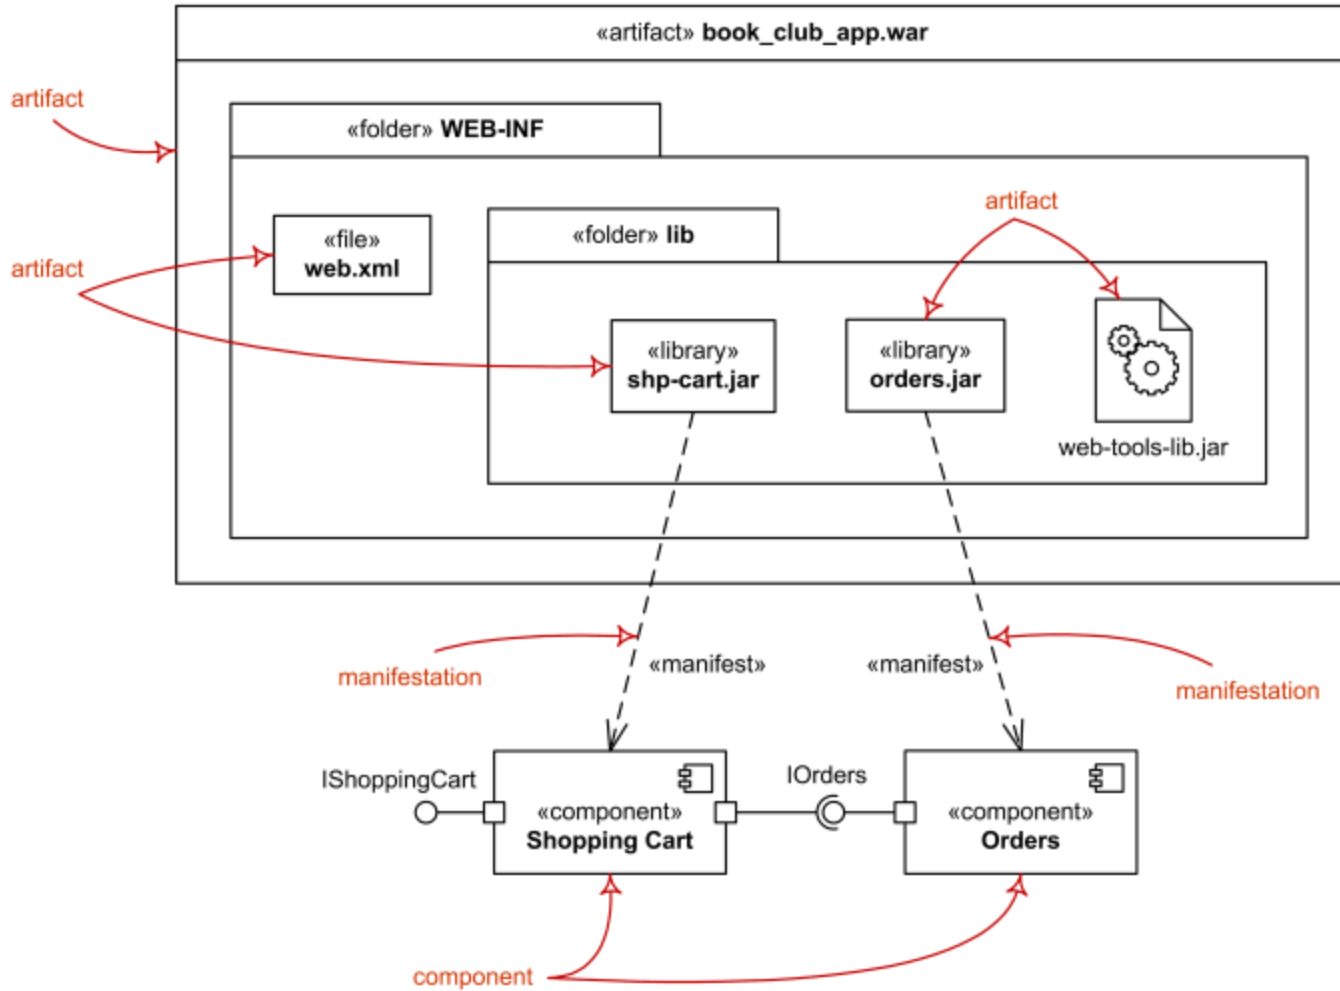 «artifact» book_club_app.war
artifact
«folder» WEB-INF
artifact
«file»
web.xml
«folder» lib
artifact
«library»
shp-cart.jar
«library»
orders.jar
web-tools-lib.jar
manifestation
«manifest»
«manifest»
manifestation
IShoppingCart
«component»
Shopping Cart
IOrders
«component»
Orders
component